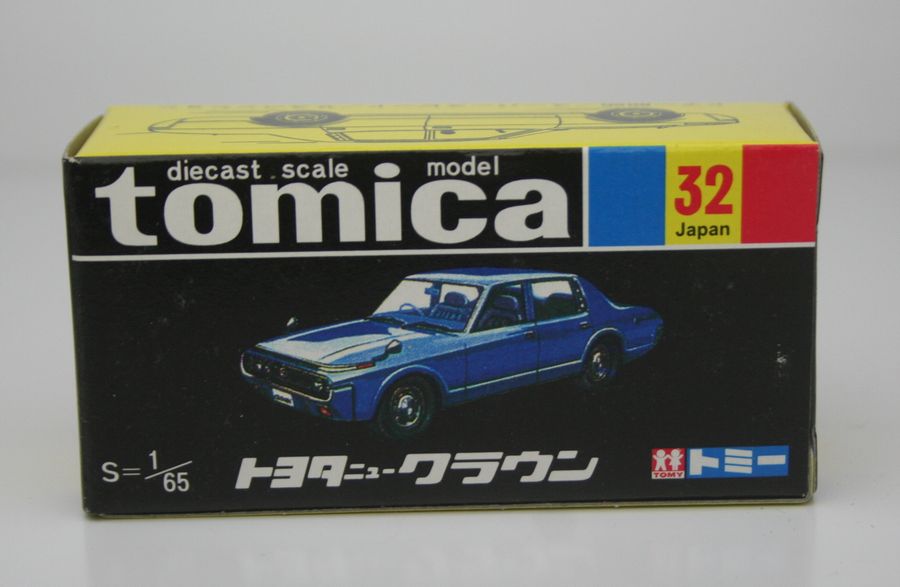 diecast scale model
tomica
32
Japan
S=1/65
トヨタニュークラウン
TOMY
トミー